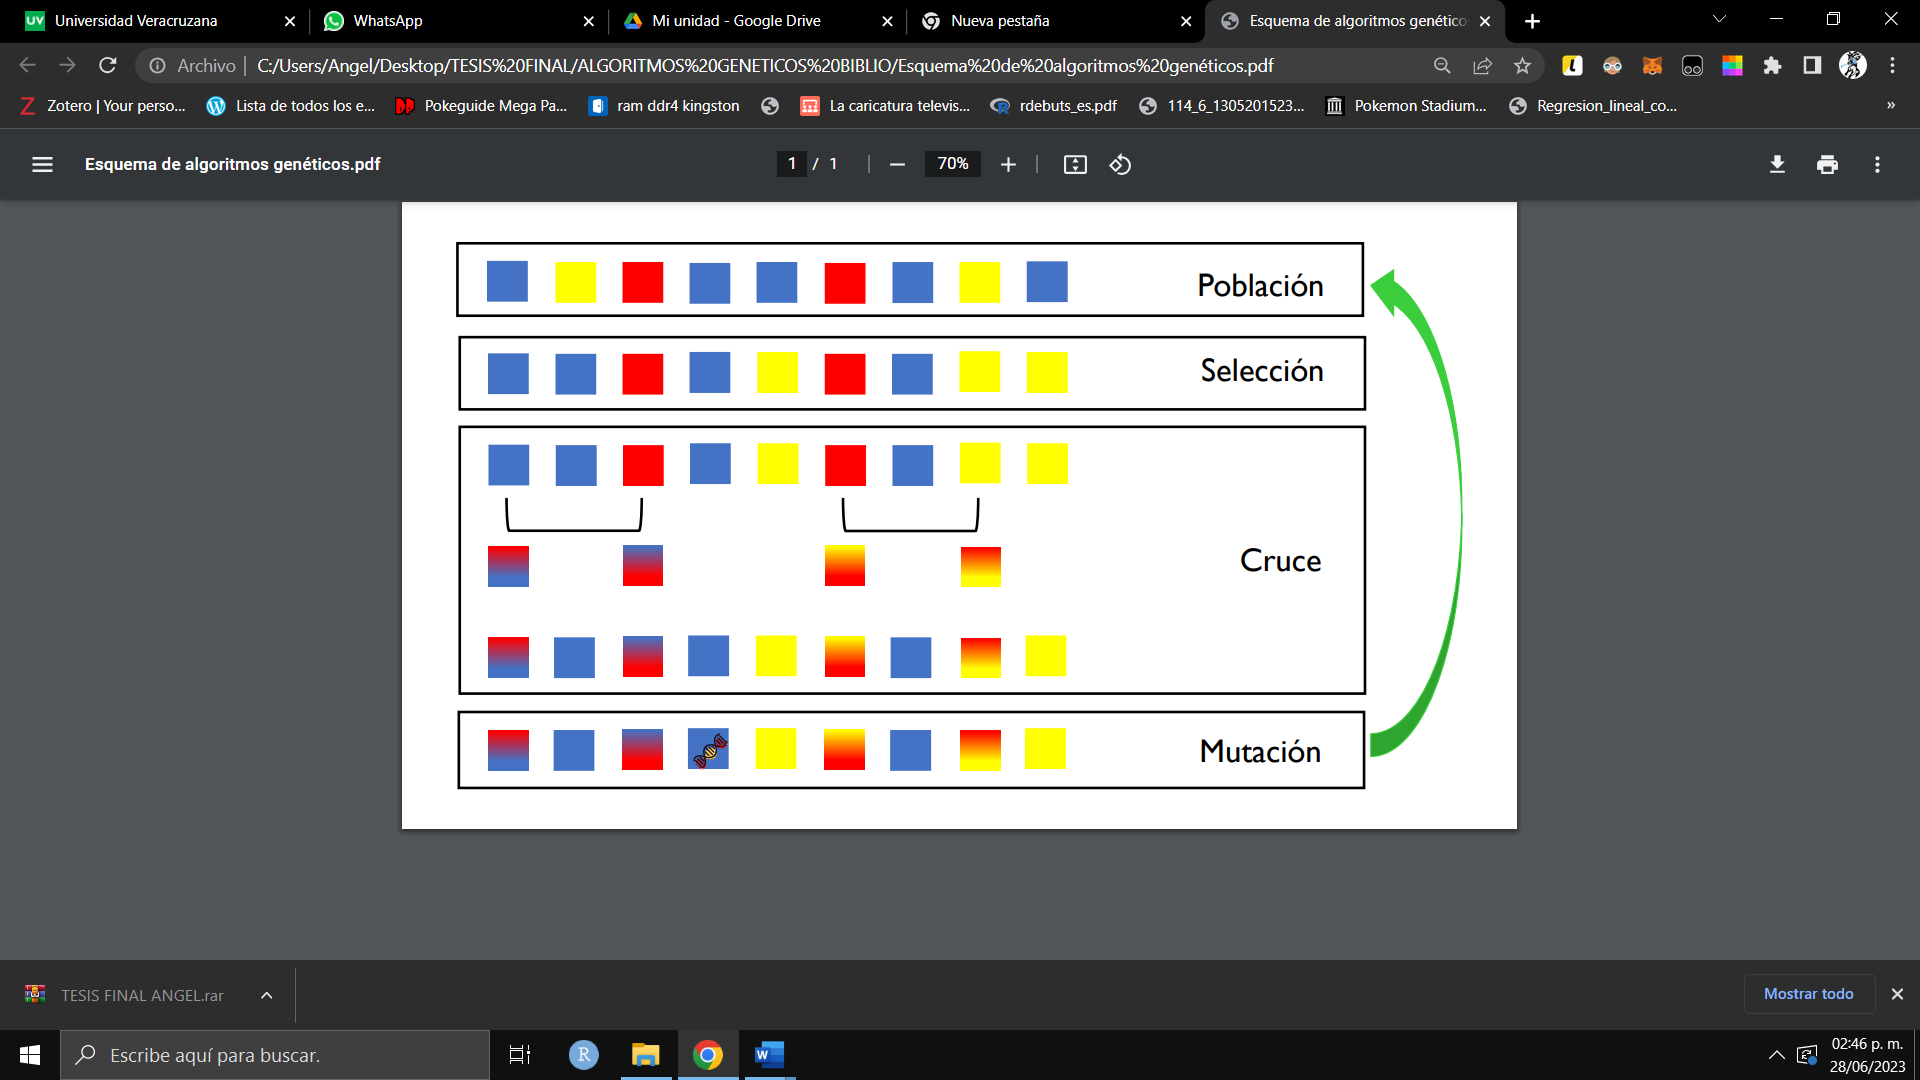 Universidad Veracruzana
WhatsApp
Mi unidad - Google Drive
Nueva pestaña
Esquema de algoritmos genético
Archivo
C:/Users/Angel/Desktop/TESIS%20FINAL/ALGORITMOS%20GENETICOS%20BIBLIO/Esquema%20de%20algoritmos%20genéticos.pdf
Zotero | Your perso...
Lista de todos los e...
Pokeguide Mega Pa...
ram ddr4 kingston
La caricatura televis...
rdebuts_es.pdf
114_6_1305201523...
Pokemon Stadium...
Regresion_lineal_co...
»
Esquema de algoritmos genéticos.pdf
1 / 1
70%
Población
Selección
Cruce
Mutación
TESIS FINAL ANGEL.rar
Mostrar todo
Escribe aquí para buscar.
02:46 p. m.
28/06/2023